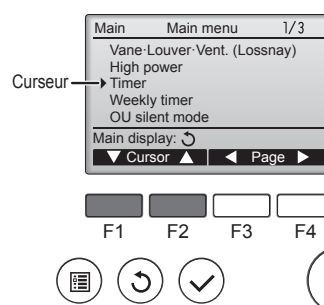 Main Main menu 1/3
Vane·Louver·Vent. (Lossnay)
High power
Curseur Timer
Weekly timer
OU silent mode
Main display:
Cursor Page
F1 F2 F3 F4